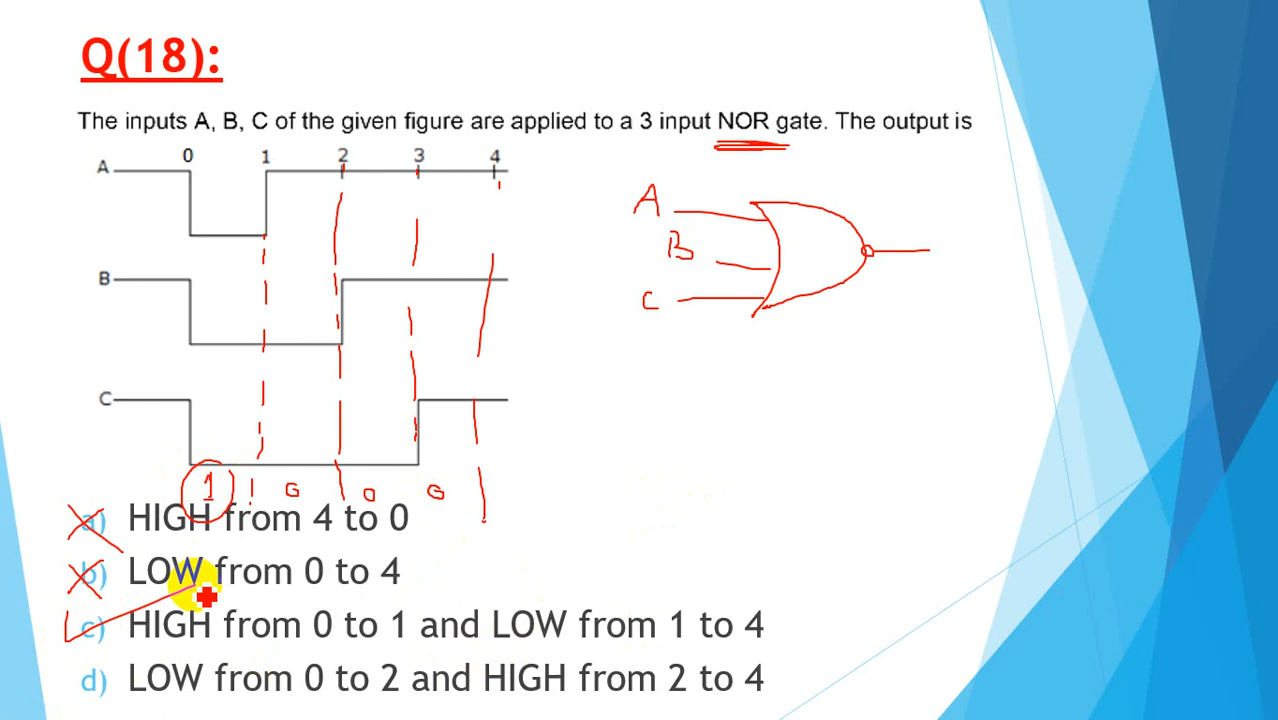 Q(18):
The inputs A, B, C of the given figure are applied to a 3 input NOR gate. The output is
0 1 2 3 4
A
B
C
A
B
C
1 0 0 0
a) HIGH from 4 to 0
b) LOW from 0 to 4
c) HIGH from 0 to 1 and LOW from 1 to 4
d) LOW from 0 to 2 and HIGH from 2 to 4